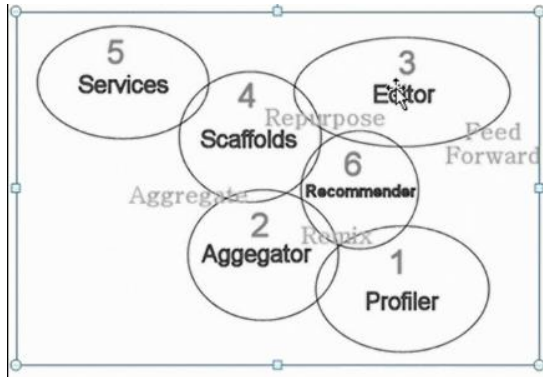 5
Services
3
Editor
4
Scaffolds
Repurpose
Feed
Forward
6
Recommender
Aggregate
2
Aggegator
Remix
1
Profiler